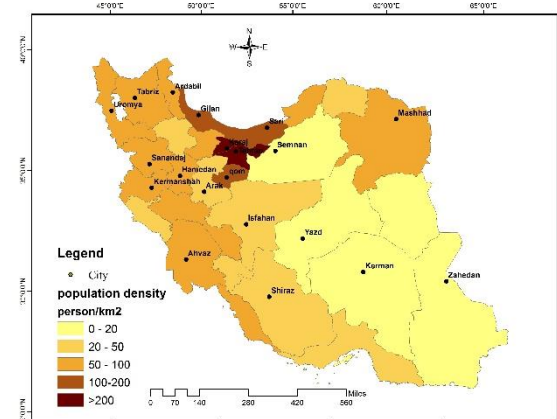 45°0'0"E 50°0'0"E 55°0'0"E 60°0'0"E 65°0'0"E
N
W E
S
Ardabil
Tabriz
Uromya
Gilan
Sari
Mashhad
Semnan
Sanandaj
Hamedan
qom
Kermanshah
Arak
Isfahan
Yazd
Ahvaz
Kerman
Zahedan
Shiraz
Legend
City
population density
person/km2
0 - 20
20 - 50
50 - 100
100-200
>200
0 70 140 280 420 560
Miles